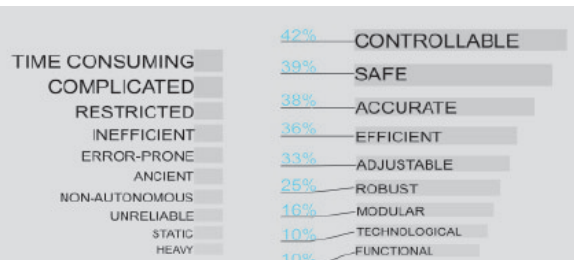 TIME CONSUMING
COMPLICATED
RESTRICTED
INEFFICIENT
ERROR-PRONE
ANCIENT
NON-AUTONOMOUS
UNRELIABLE
STATIC
HEAVY
42% CONTROLLABLE
39% SAFE
38% ACCURATE
36% EFFICIENT
33% ADJUSTABLE
25% ROBUST
16% MODULAR
10% TECHNOLOGICAL
10% FUNCTIONAL